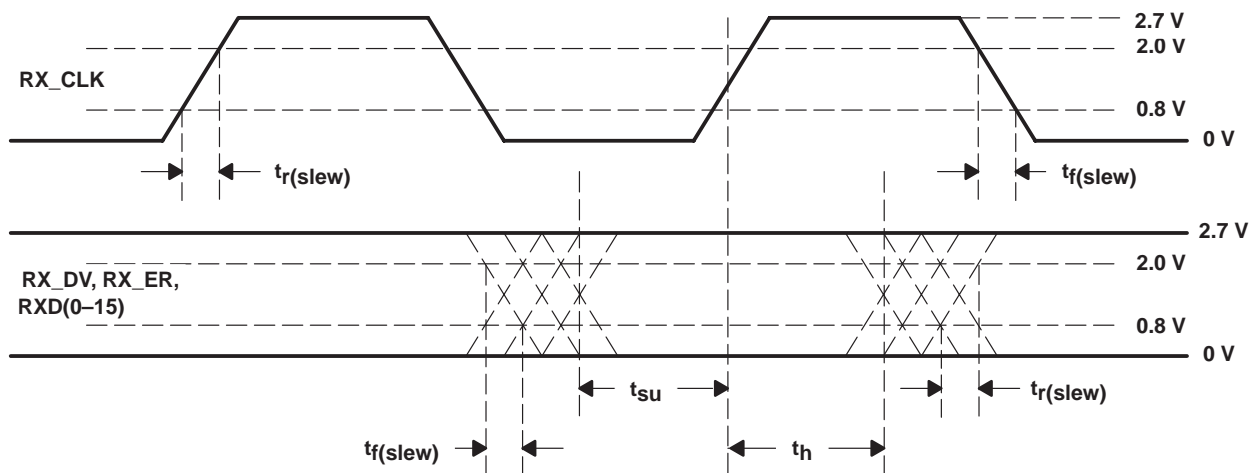 2.7 V
2.0 V
RX_CLK
0.8 V
0 V
tr(slew)
tf(slew)
2.7 V
RX_DV, RX_ER,
RXD(0–15)
2.0 V
0.8 V
0 V
tsu
tr(slew)
tf(slew)
th